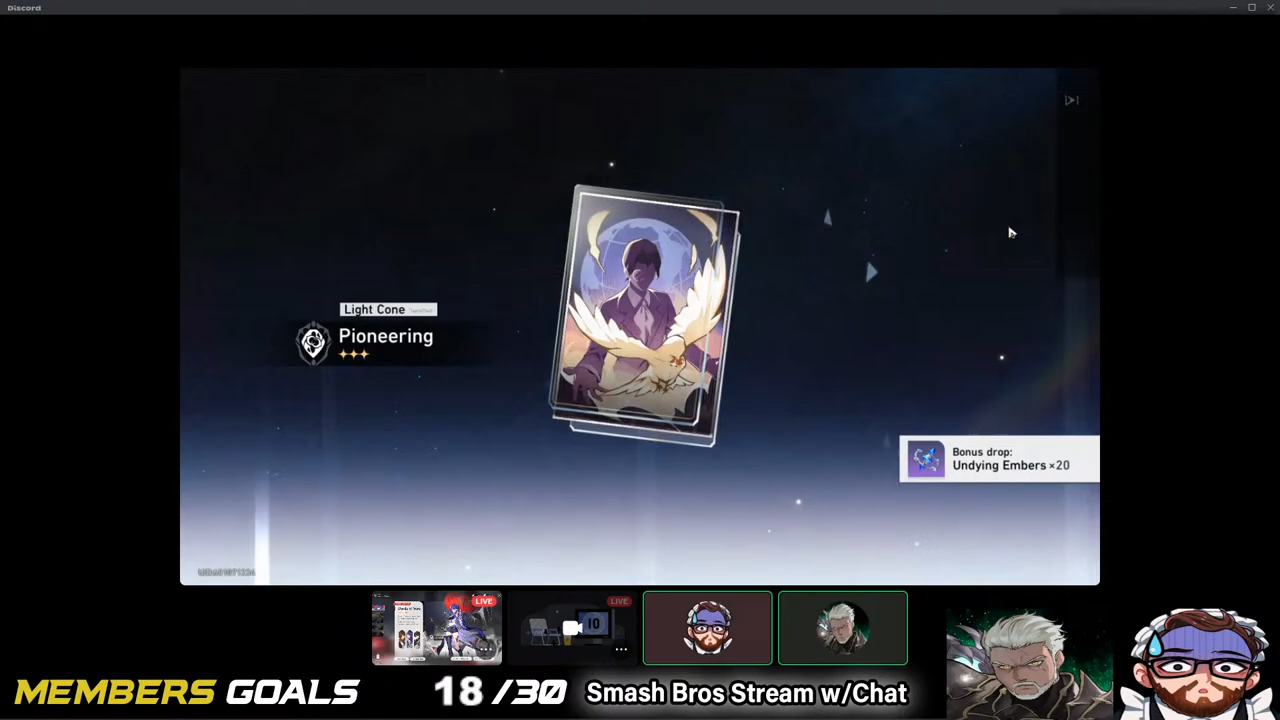 Discord
Light Cone
Pioneering
Bonus drop:
Undying Embers ×20
LIVE
LIVE
10
MEMBERS GOALS 18 /30 Smash Bros Stream w/Chat